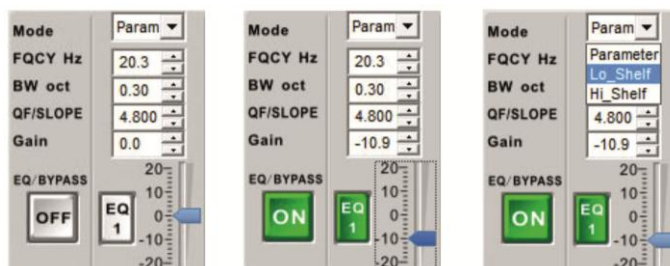 Mode Param
FQCY Hz 20.3
BW oct 0.30
QF/SLOPE 4.800
Gain 0.0
EQ/BYPASS
OFF
EQ
1
20
10
0
-10
-20
Mode Param
FQCY Hz 20.3
BW oct 0.30
QF/SLOPE 4.800
Gain -10.9
EQ/BYPASS
ON
EQ
1
20
10
0
-10
-20
Mode Param
FQCY Hz Parameter
Lo_Shelf
BW oct Hi_Shelf
QF/SLOPE 4.800
Gain -10.9
EQ/BYPASS
ON
EQ
1
20
10
0
-10
-20